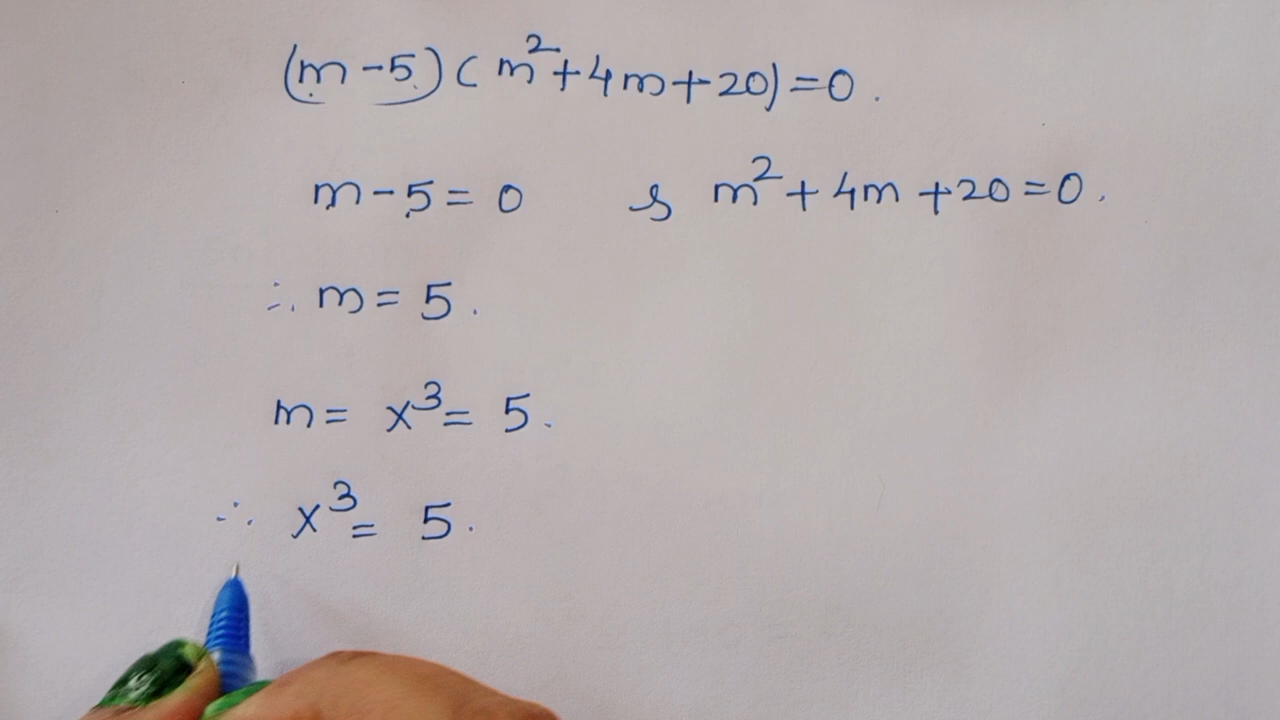 (m-5)(m²+4m+20)=0.
m-5=0 & m²+4m+20=0.
∴ m=5.
m= x³= 5.
∴ x³= 5.